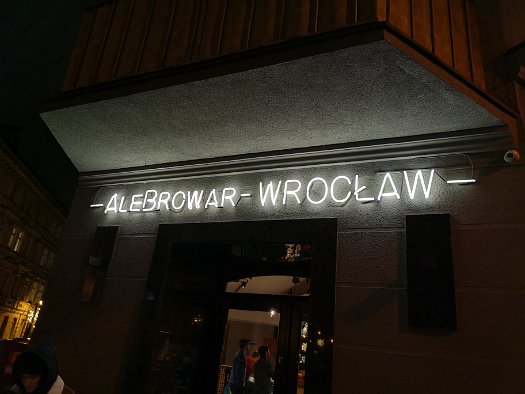 – ALEBROWAR – WROCŁAW –